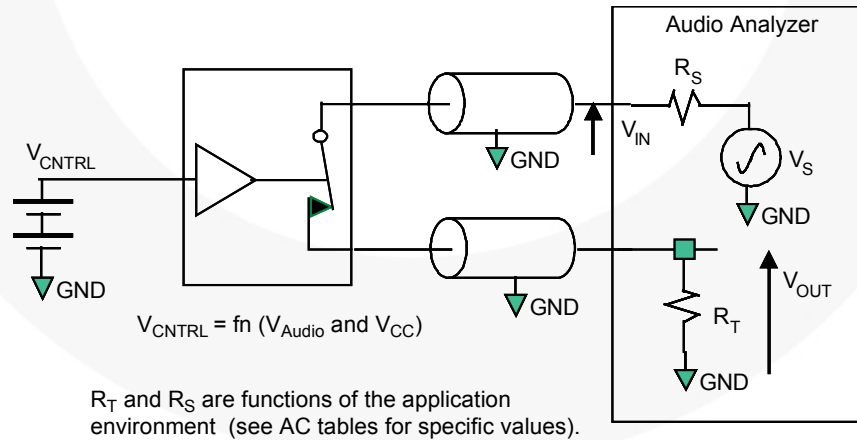 Audio Analyzer
R_S
V_CNTRL
GND
V_IN
V_S
GND
GND
GND
V_OUT
R_T
GND
V_CNTRL = fn (V_Audio and V_CC)
R_T and R_S are functions of the application
environment (see AC tables for specific values).